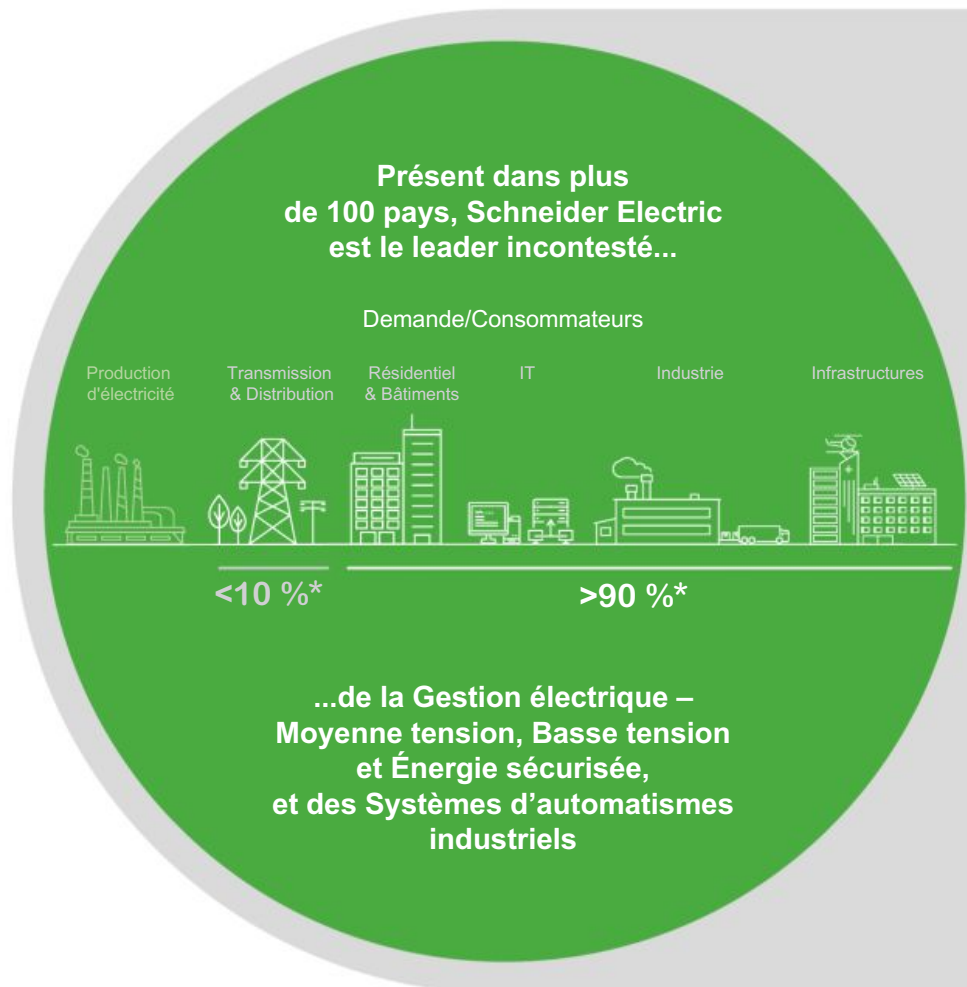 Présent dans plus
de 100 pays, Schneider Electric
est le leader incontesté...
Demande/Consommateurs
Production
d'électricité
Transmission
& Distribution
Résidentiel
& Bâtiments
IT
Industrie
Infrastructures
<10 %*
>90 %*
...de la Gestion électrique –
Moyenne tension, Basse tension
et Énergie sécurisée,
et des Systèmes d’automatismes
industriels